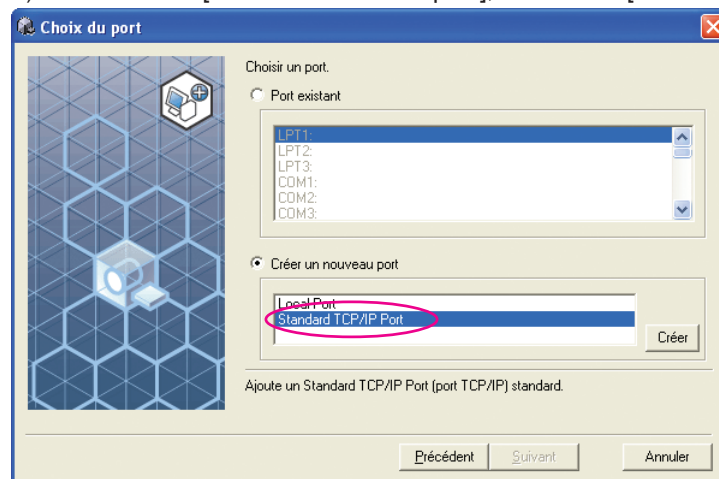 Choix du port
Choisir un port.
Port existant
LPT1:
LPT2:
LPT3:
COM1:
COM2:
COM3:
Créer un nouveau port
Local Port
Standard TCP/IP Port
Créer
Ajoute un Standard TCP/IP Port (port TCP/IP) standard.
Précédent
Suivant
Annuler